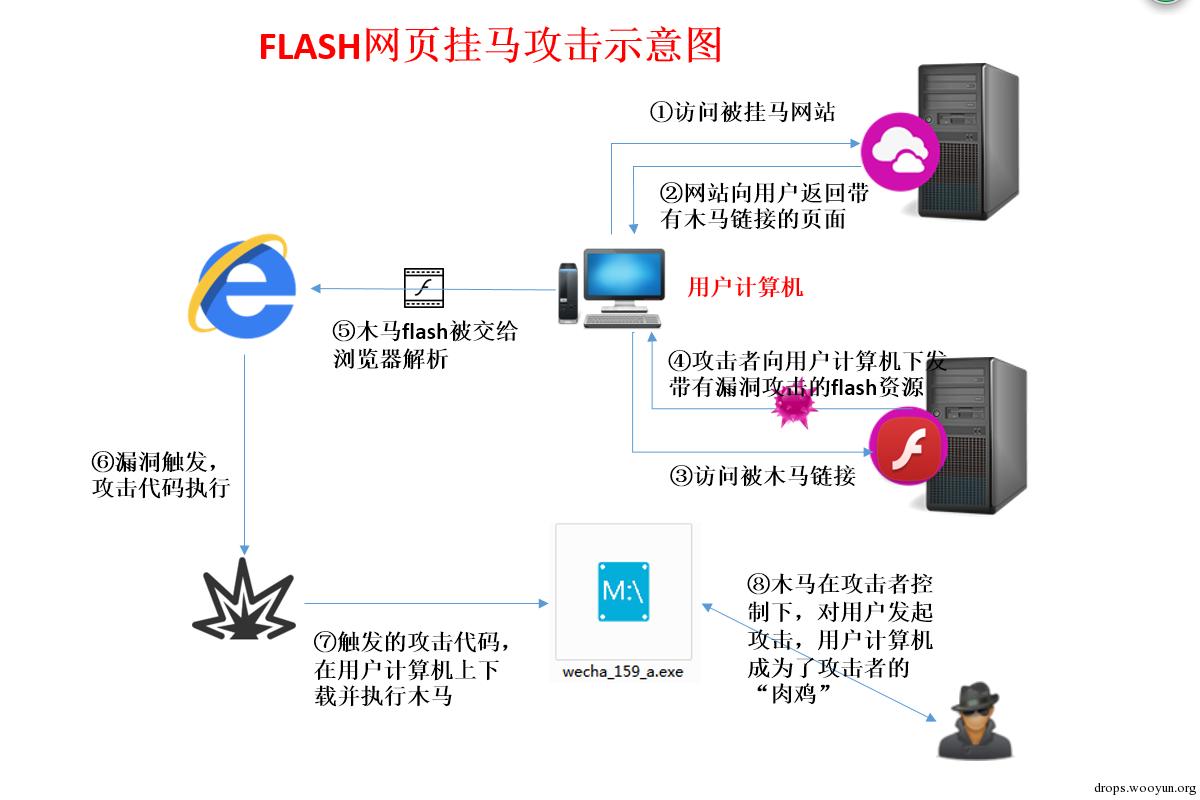 FLASH网页挂马攻击示意图
①访问被挂马网站
②网站向用户返回带
有木马链接的页面
用户计算机
⑤木马flash被交给
浏览器解析
④攻击者向用户计算机下发
带有漏洞攻击的flash资源
③访问被木马链接
⑥漏洞触发，
攻击代码执行
M:\
wecha_159_a.exe
⑦触发的攻击代码，
在用户计算机上下
载并执行木马
⑧木马在攻击者控
制下，对用户发起
攻击，用户计算机
成为了攻击者的
“肉鸡”
drops.wooyun.org